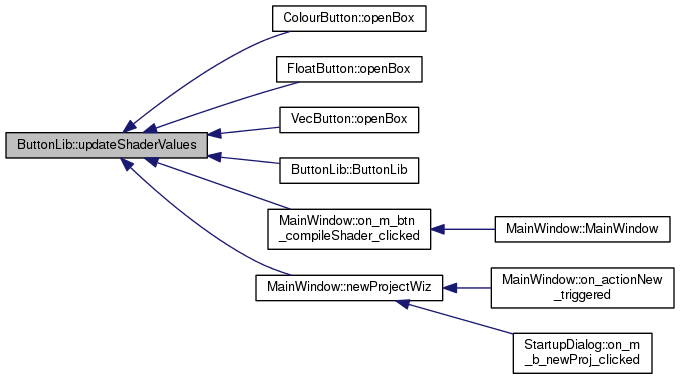 ColourButton::openBox
FloatButton::openBox
VecButton::openBox
ButtonLib::updateShaderValues
ButtonLib::ButtonLib
MainWindow::on_m_btn
_compileShader_clicked
MainWindow::MainWindow
MainWindow::newProjectWiz
MainWindow::on_actionNew
_triggered
StartupDialog::on_m
_b_newProj_clicked